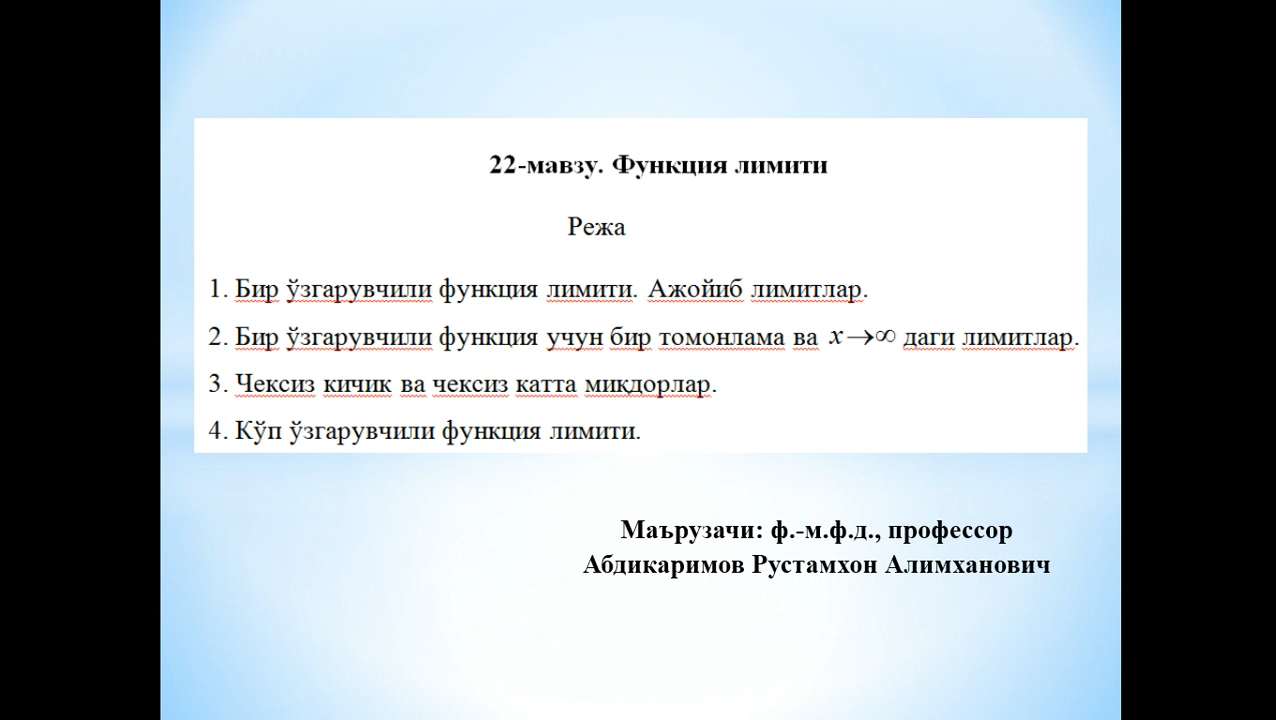 22-мавзу. Функция лимити
Режа
1. Бир ўзгарувчили функция лимити. Ажойиб лимитлар.
2. Бир ўзгарувчили функция учун бир томонлама ва x→∞ даги лимитлар.
3. Чексиз кичик ва чексиз катта миқдорлар.
4. Кўп ўзгарувчили функция лимити.
Маърузачи: ф.-м.ф.д., профессор
Абдикаримов Рустамхон Алимханович